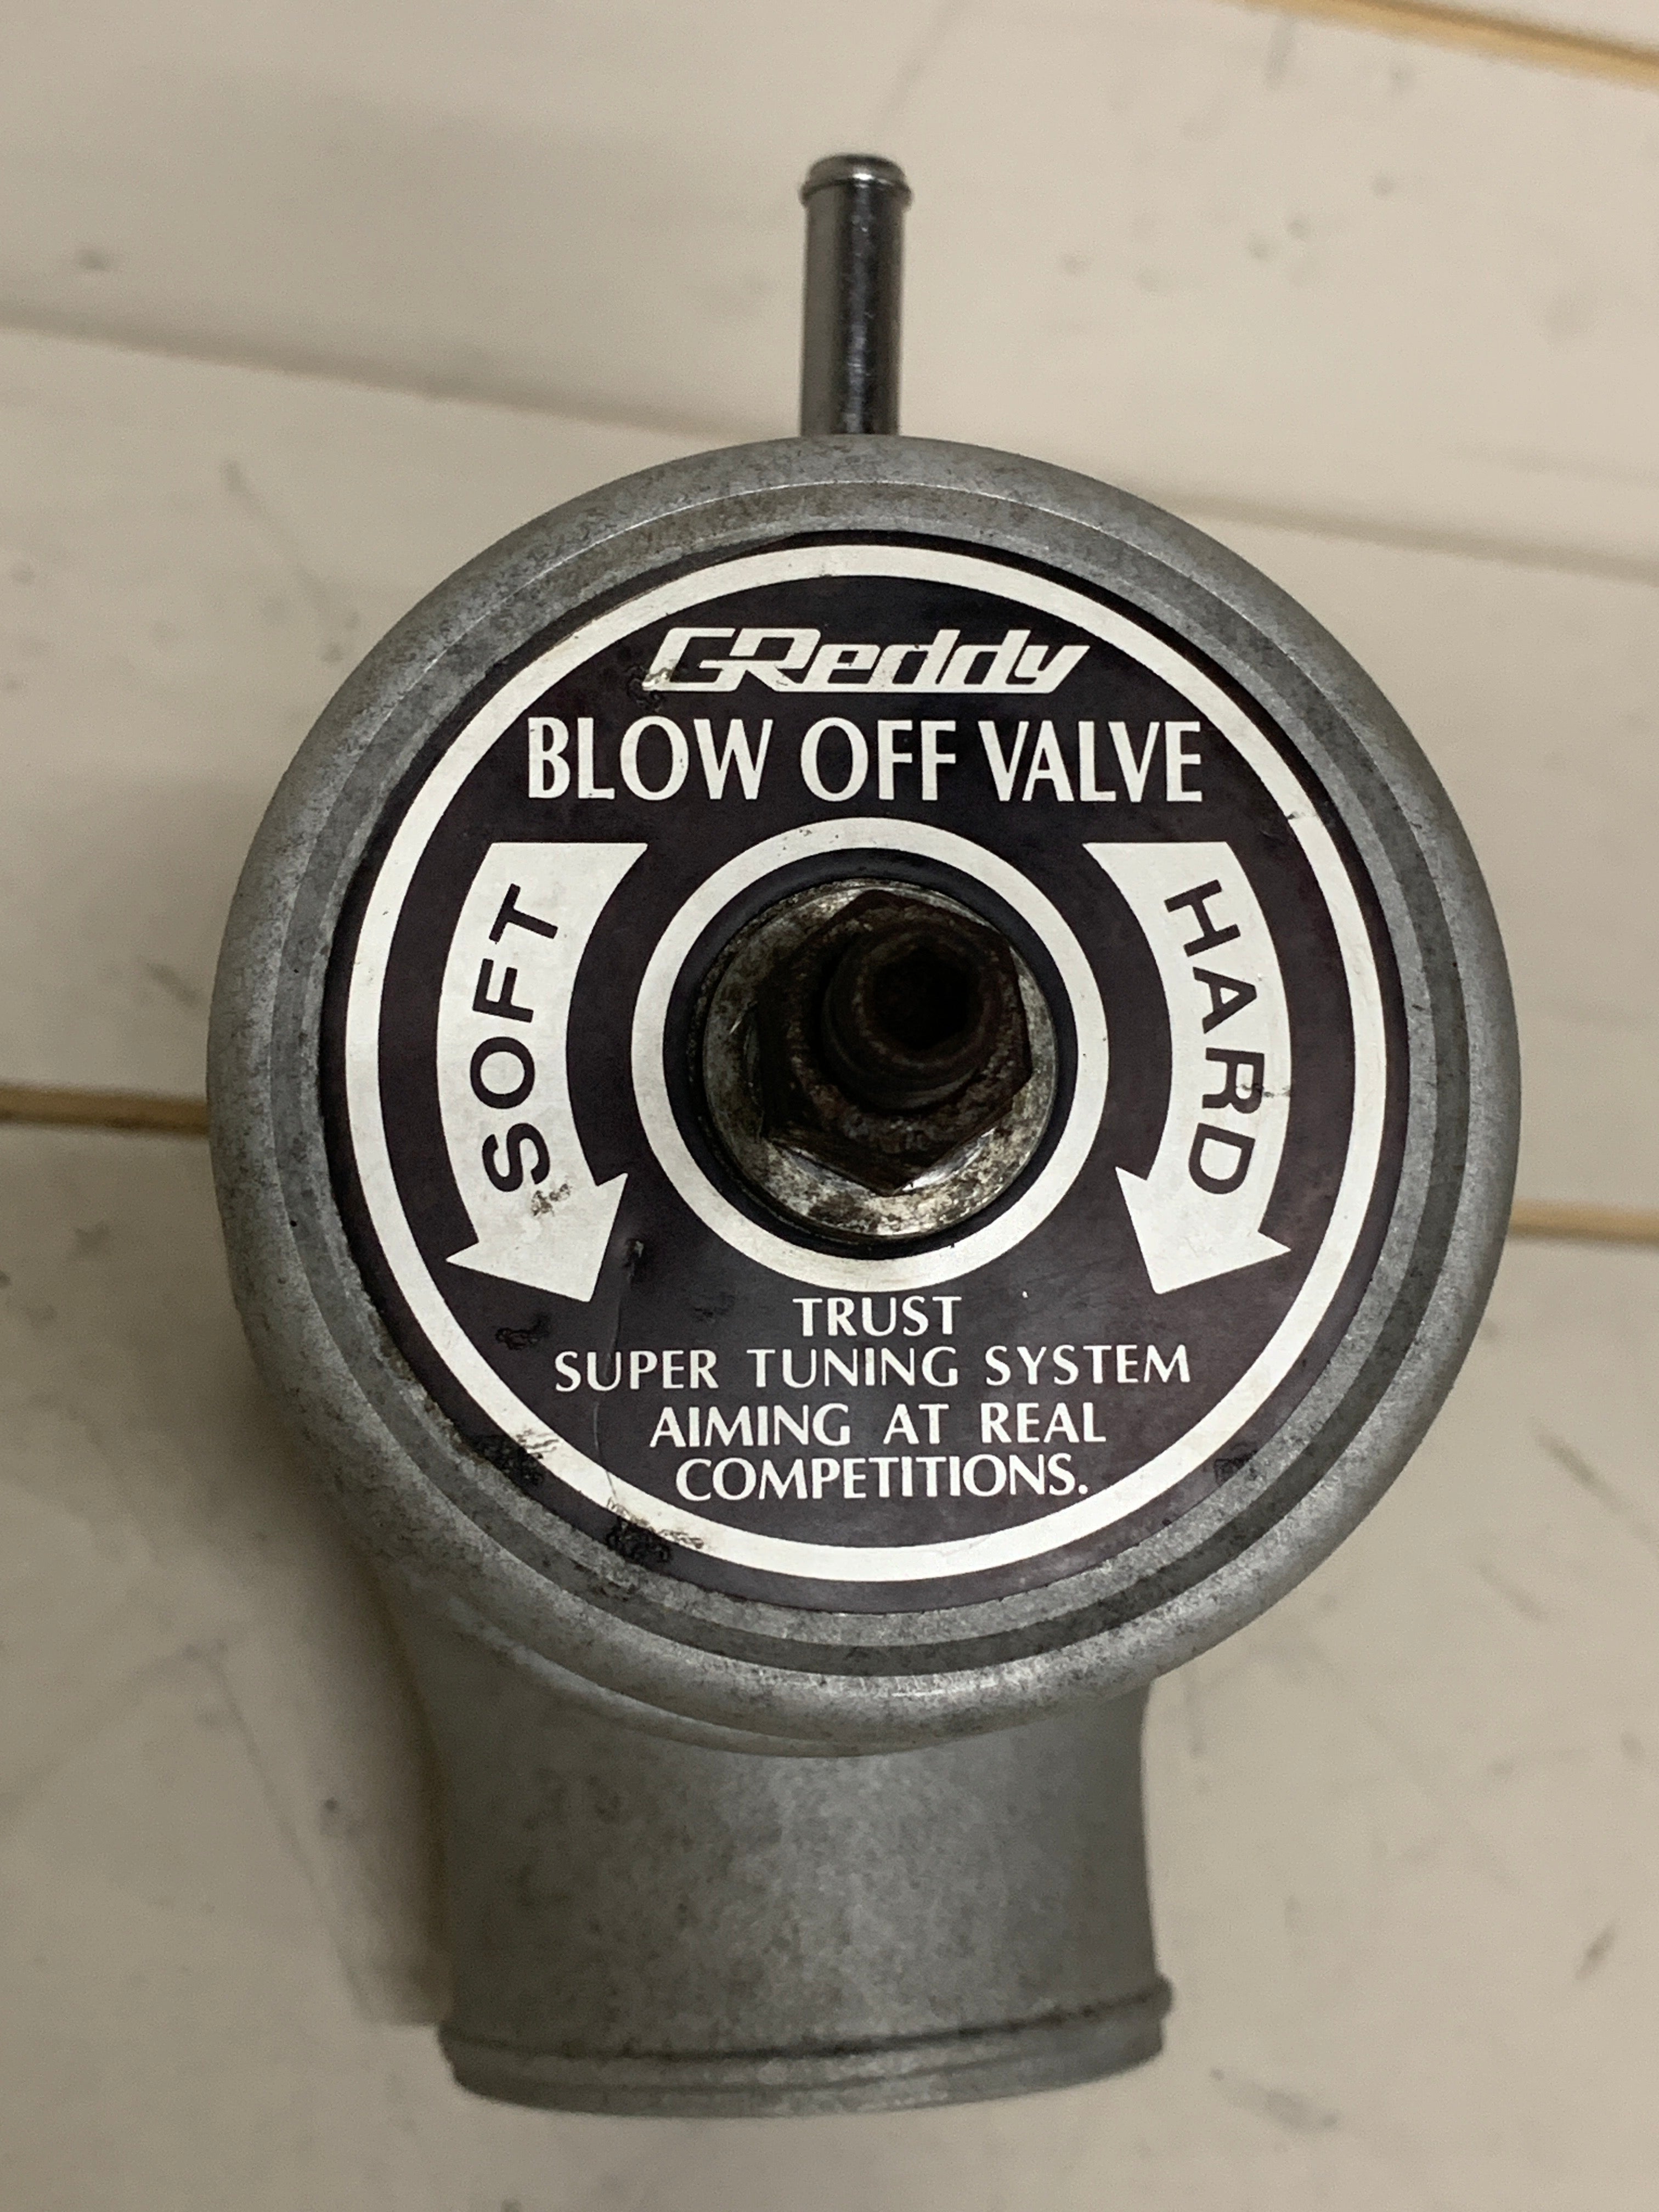 GReddy
BLOW OFF VALVE
SOFT
HARD
TRUST
SUPER TUNING SYSTEM
AIMING AT REAL
COMPETITIONS.